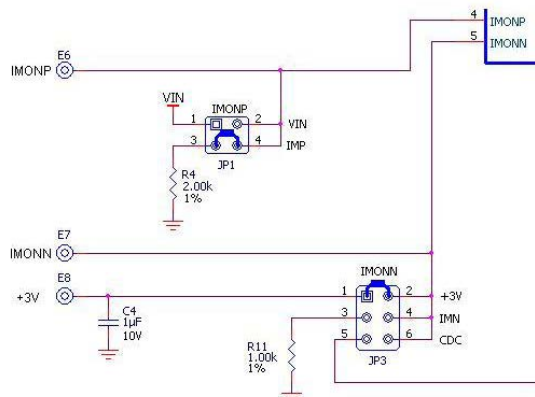 4
IMONP
5
IMONN
E6
IMONP
VIN
IMONP
1
2
VIN
3
4
IMP
JP1
R4
2.00k
1%
E7
IMONN
E8
+3V
IMONN
1
2
+3V
C4
1µF
10V
3
4
IMN
5
6
CDC
R11
1.00k
1%
JP3